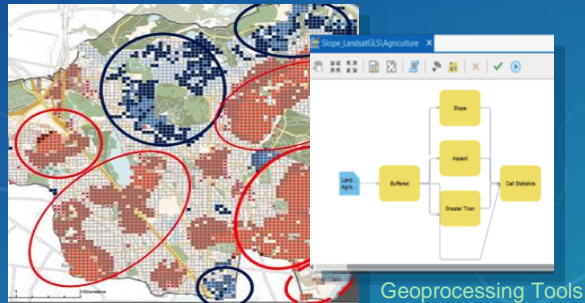 Slope_LandsatGLS\Agriculture
Slope
Aspect
Land...
Agric...
Buffered
Greater Than
Cell Statistics
Geoprocessing Tools